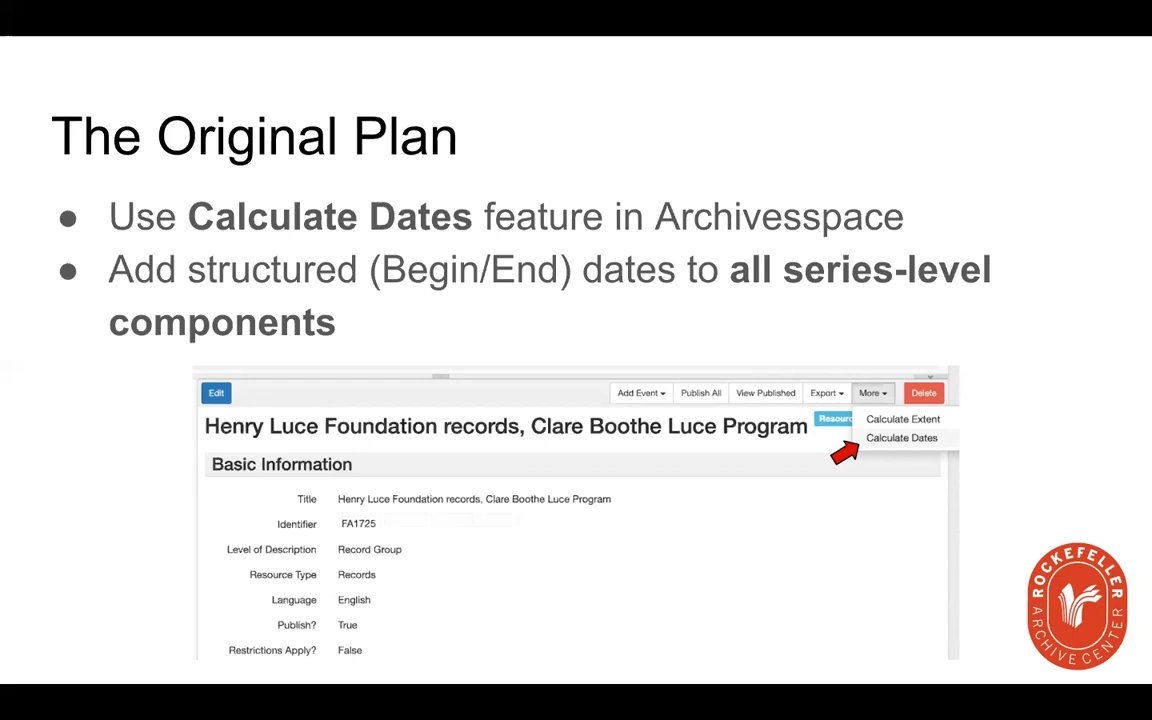 The Original Plan
● Use Calculate Dates feature in Archivesspace
● Add structured (Begin/End) dates to all series-level
components
Edit
Add Event Publish All View Published Export More Delete
Henry Luce Foundation records, Clare Boothe Luce Program
Calculate Extent
Calculate Dates
Basic Information
Title Henry Luce Foundation records, Clare Boothe Luce Program
Identifier FA1725
Level of Description Record Group
Resource Type Records
Language English
Publish? True
Restrictions Apply? False
ROCKEFELLER
ARCHIVE CENTER